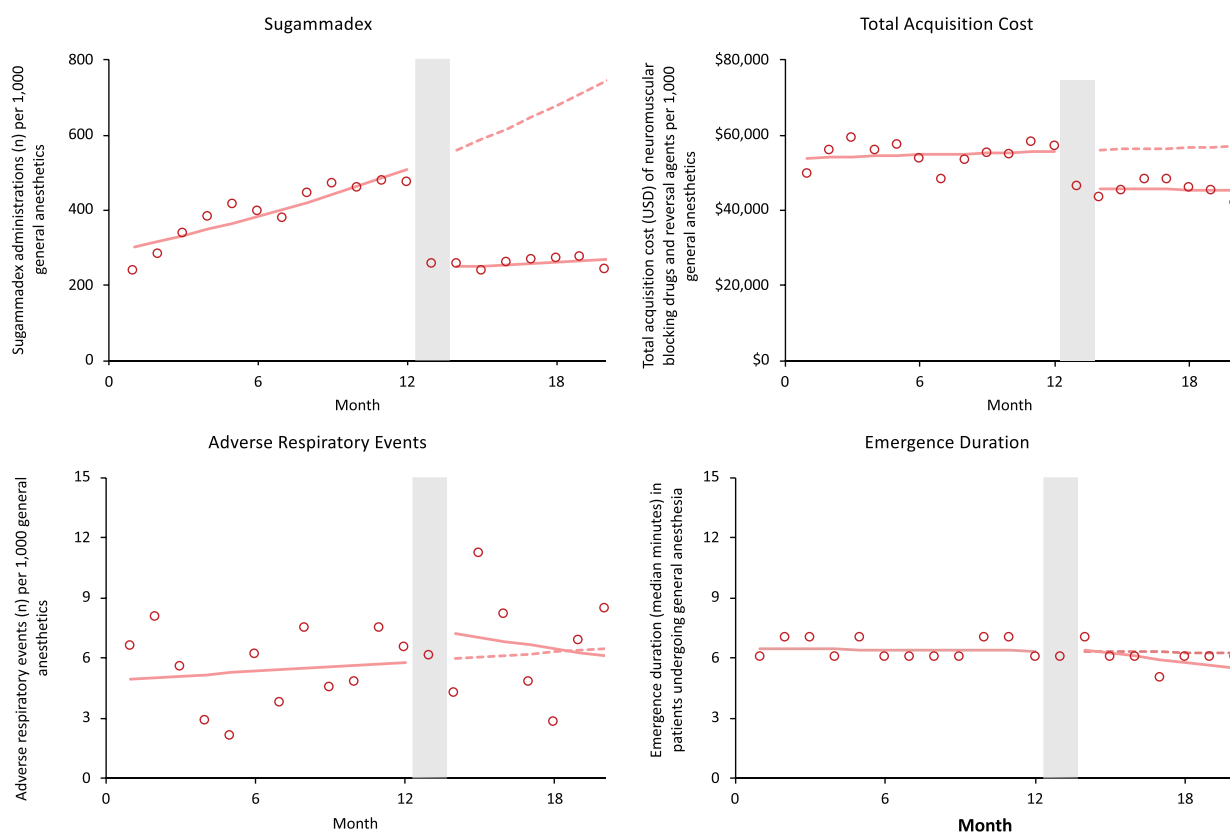 Sugammadex
Sugammadex administrations (n) per 1,000
general anesthetics
800
600
400
200
0
0
6
12
18
Month
Total Acquisition Cost
Total acquisition cost (USD) of neuromuscular
blocking drugs and reversal agents per 1,000
general anesthetics
$80,000
$60,000
$40,000
$20,000
$0
0
6
12
18
Month
Adverse Respiratory Events
Adverse respiratory events (n) per 1,000 general
anesthetics
15
12
9
6
3
0
0
6
12
18
Month
Emergence Duration
Emergence duration (median minutes) in
patients undergoing general anesthesia
15
12
9
6
3
0
0
6
12
18
Month